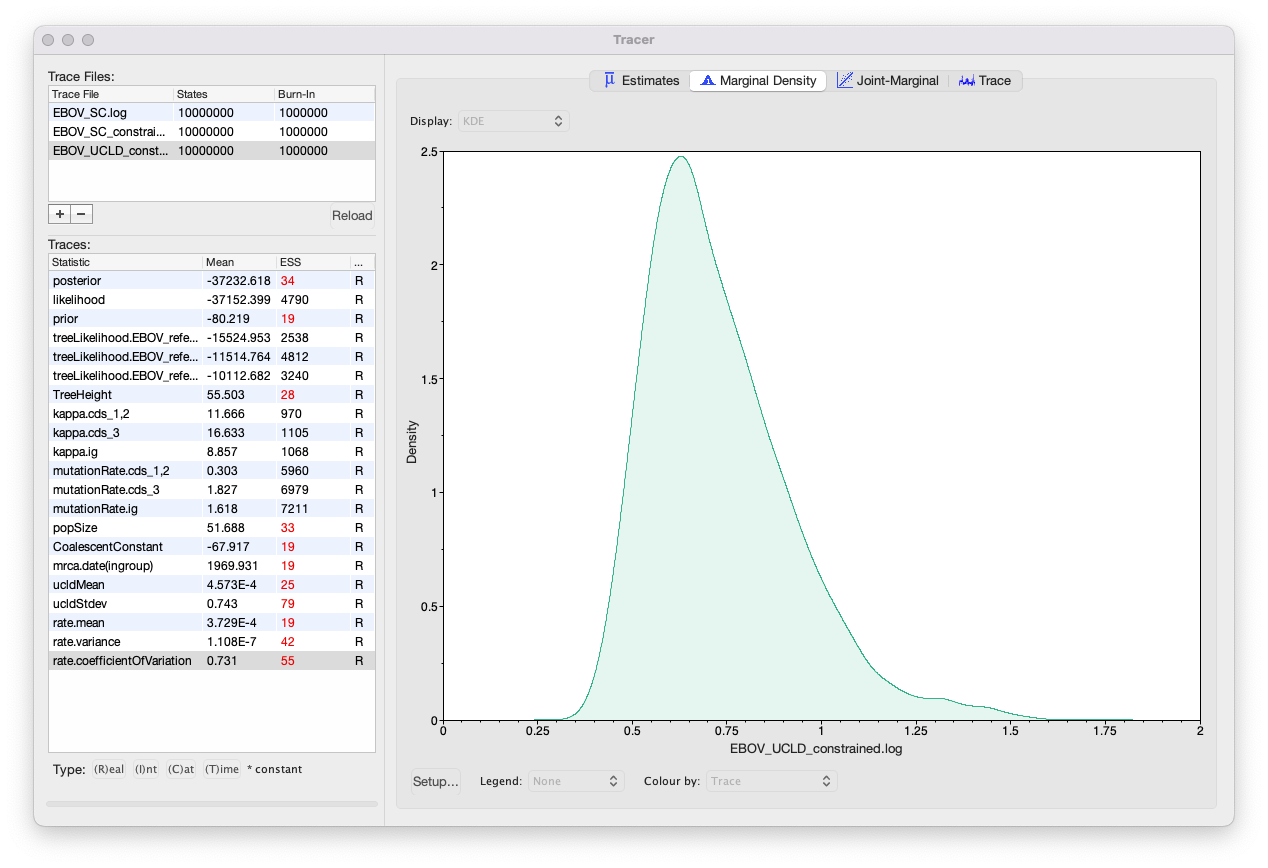 Tracer
Trace Files:
Trace File States Burn-In
EBOV_SC.log 10000000 1000000
EBOV_SC_constrai... 10000000 1000000
EBOV_UCLD_const... 10000000 1000000
+ −
Reload
Traces:
Statistic Mean ESS ...
posterior -37232.618 34 R
likelihood -37152.399 4790 R
prior -80.219 19 R
treeLikelihood.EBOV_refe... -15524.953 2538 R
treeLikelihood.EBOV_refe... -11514.764 4812 R
treeLikelihood.EBOV_refe... -10112.682 3240 R
TreeHeight 55.503 28 R
kappa.cds_1,2 11.666 970 R
kappa.cds_3 16.633 1105 R
kappa.ig 8.857 1068 R
mutationRate.cds_1,2 0.303 5960 R
mutationRate.cds_3 1.827 6979 R
mutationRate.ig 1.618 7211 R
popSize 51.688 33 R
CoalescentConstant -67.917 19 R
mrca.date(ingroup) 1969.931 19 R
ucldMean 4.573E-4 25 R
ucldStdev 0.743 79 R
rate.mean 3.729E-4 19 R
rate.variance 1.108E-7 42 R
rate.coefficientOfVariation 0.731 55 R
Type: (R)eal (I)nt (C)at (T)ime * constant
Estimates Marginal Density Joint-Marginal Trace
Display: KDE
2.5
2
1.5
1
0.5
0
Density
0 0.25 0.5 0.75 1 1.25 1.5 1.75 2
EBOV_UCLD_constrained.log
Setup... Legend: None Colour by: Trace